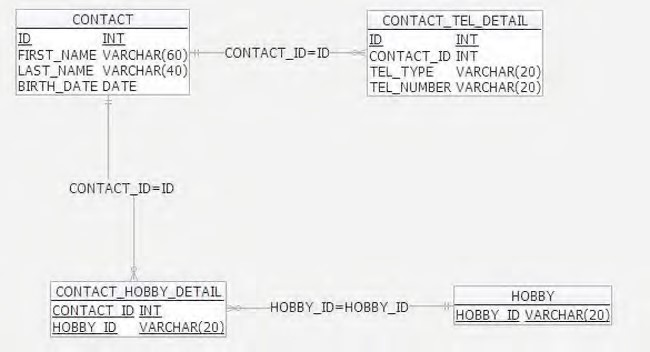 CONTACT
ID INT
FIRST_NAME VARCHAR(60)
LAST_NAME VARCHAR(40)
BIRTH_DATE DATE
CONTACT_ID=ID
CONTACT_TEL_DETAIL
ID INT
CONTACT_ID INT
TEL_TYPE VARCHAR(20)
TEL_NUMBER VARCHAR(20)
CONTACT_ID=ID
CONTACT_HOBBY_DETAIL
CONTACT_ID INT
HOBBY_ID VARCHAR(20)
HOBBY_ID=HOBBY_ID
HOBBY
HOBBY_ID VARCHAR(20)